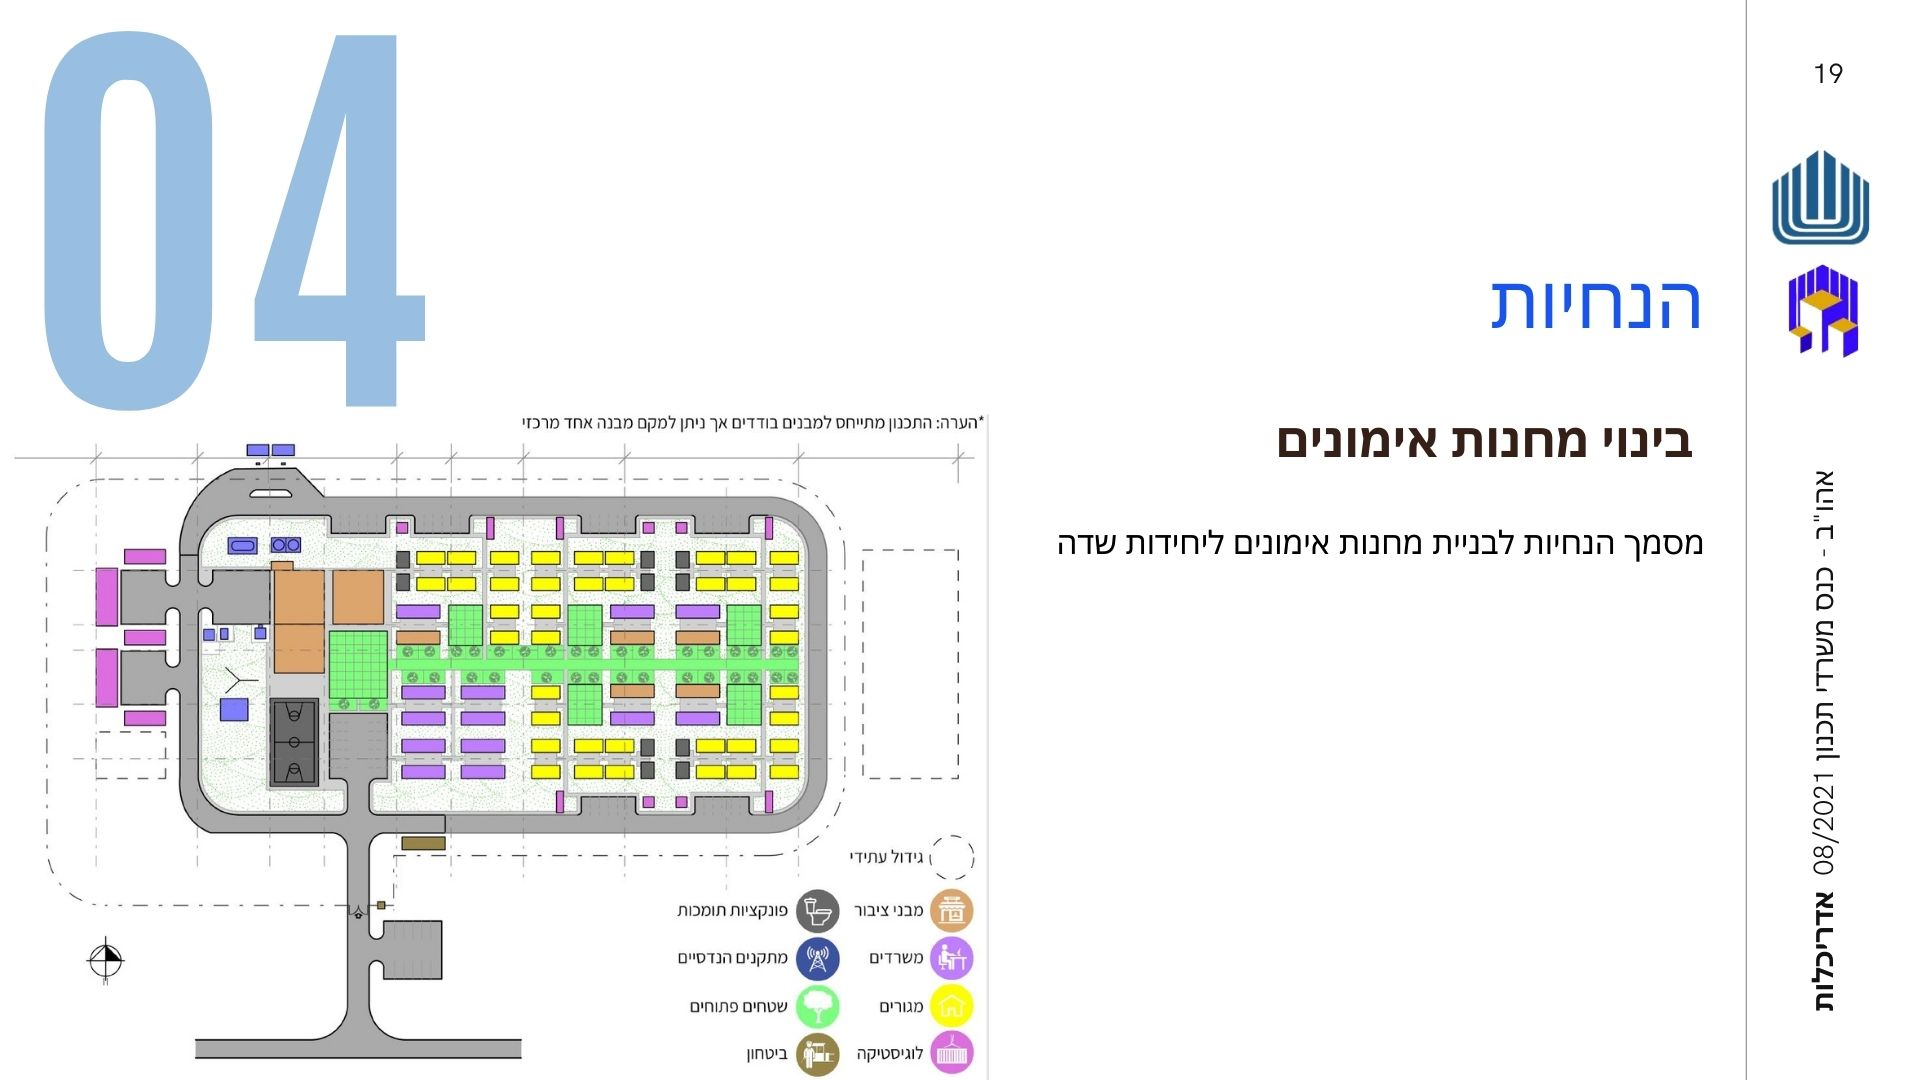 04
19
הנחיות
בינוי מחנות אימונים
מסמך הנחיות לבניית מחנות אימונים ליחידות שדה
*הערה: התכנון מתייחס למבנים בודדים אך ניתן למקם מבנה אחד מרכזי
גידול עתידי
מבני ציבור
פונקציות תומכות
משרדים
מתקנים הנדסיים
מגורים
שטחים פתוחים
לוגיסטיקה
ביטחון
אדריכלות 08/2021 אהו"ב - כנס משרדי תכנון